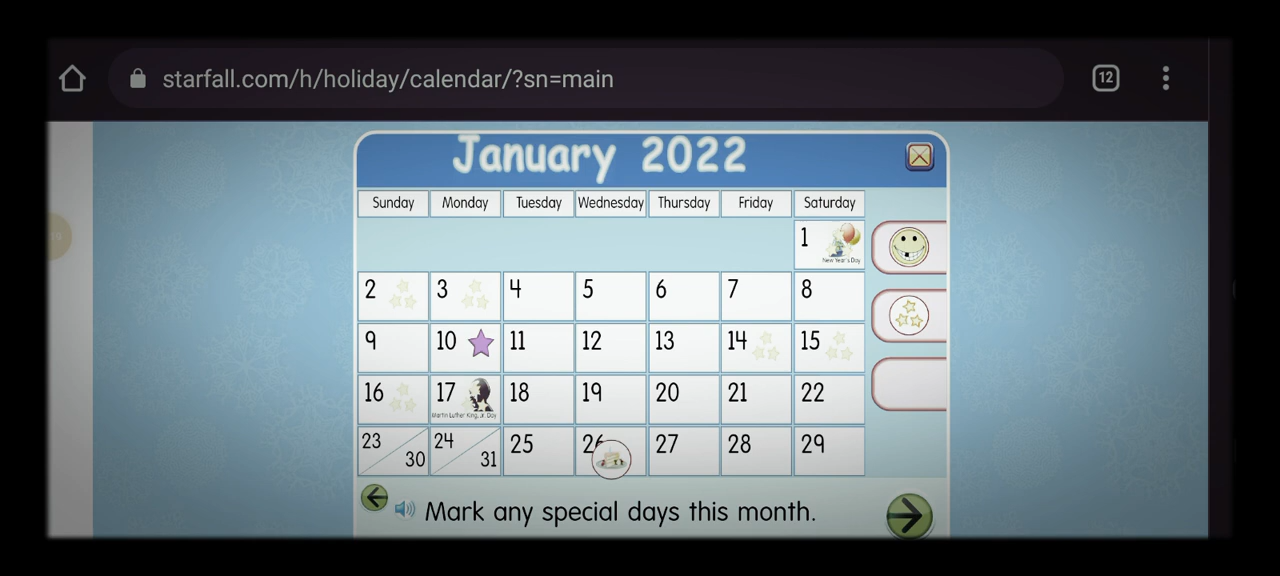 starfall.com/h/holiday/calendar/?sn=main
12
January 2022
Sunday Monday Tuesday Wednesday Thursday Friday Saturday
1
New Year's Day
2 3 4 5 6 7 8
9 10 11 12 13 14 15
16 17 18 19 20 21 22
Martin Luther King, Jr. Day
23 30 24 31 25 26 27 28 29
Mark any special days this month.